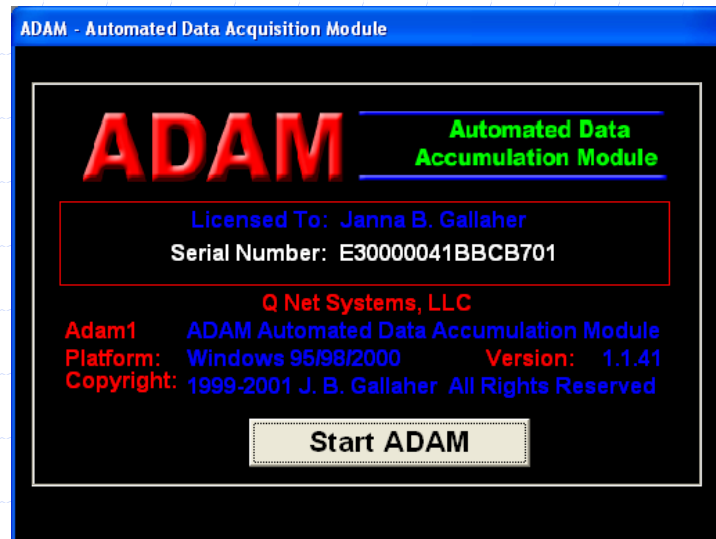 ADAM - Automated Data Acquisition Module
ADAM
Automated Data
Accumulation Module
Licensed To: Janna B. Gallaher
Serial Number: E30000041BBCB701
Q Net Systems, LLC
Adam1 ADAM Automated Data Accumulation Module
Platform: Windows 95/98/2000 Version: 1.1.41
Copyright: 1999-2001 J. B. Gallaher All Rights Reserved
Start ADAM